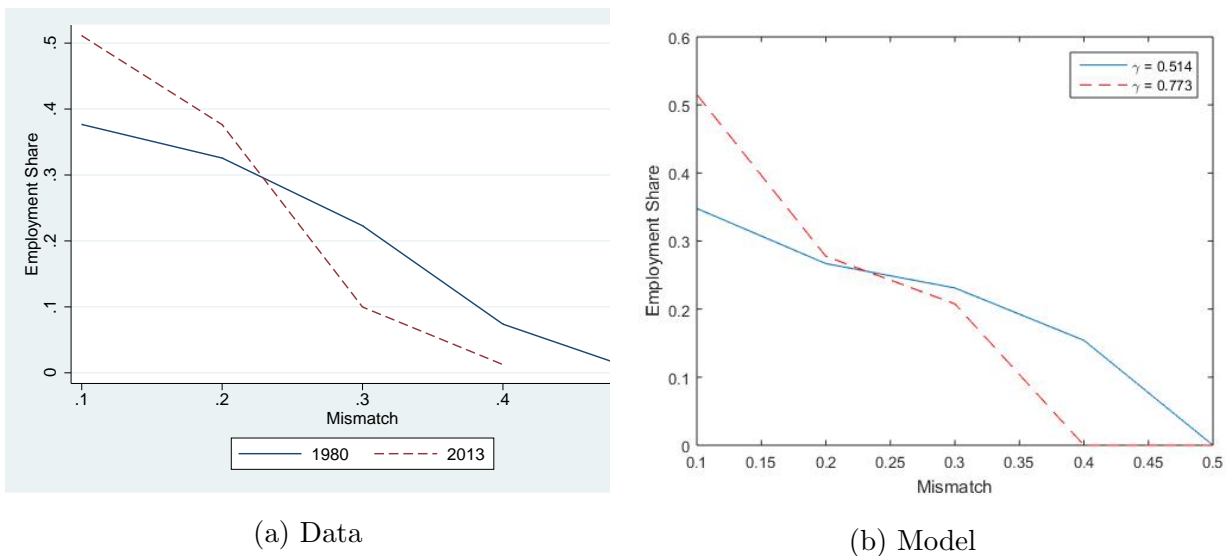 Employment Share
.5
.4
.3
.2
.1
0
.1 .2 .3 .4
Mismatch
1980 2013
(a) Data
Employment Share
0.6
0.5
0.4
0.3
0.2
0.1
0
γ = 0.514
γ = 0.773
0.1 0.15 0.2 0.25 0.3 0.35 0.4 0.45 0.5
Mismatch
(b) Model